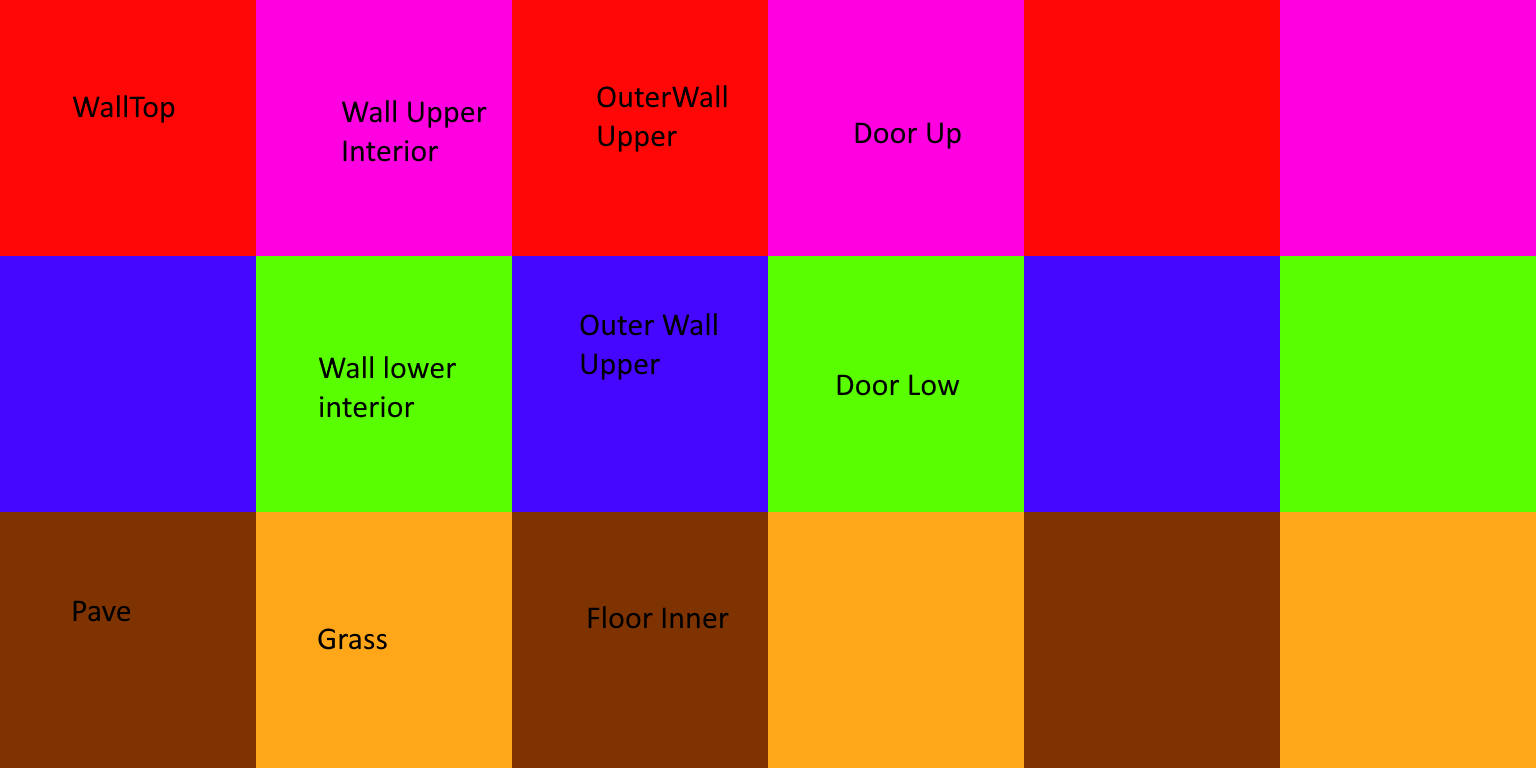 WallTop
Wall Upper
Interior
OuterWall
Upper
Door Up
Wall lower
interior
Outer Wall
Upper
Door Low
Pave
Grass
Floor Inner